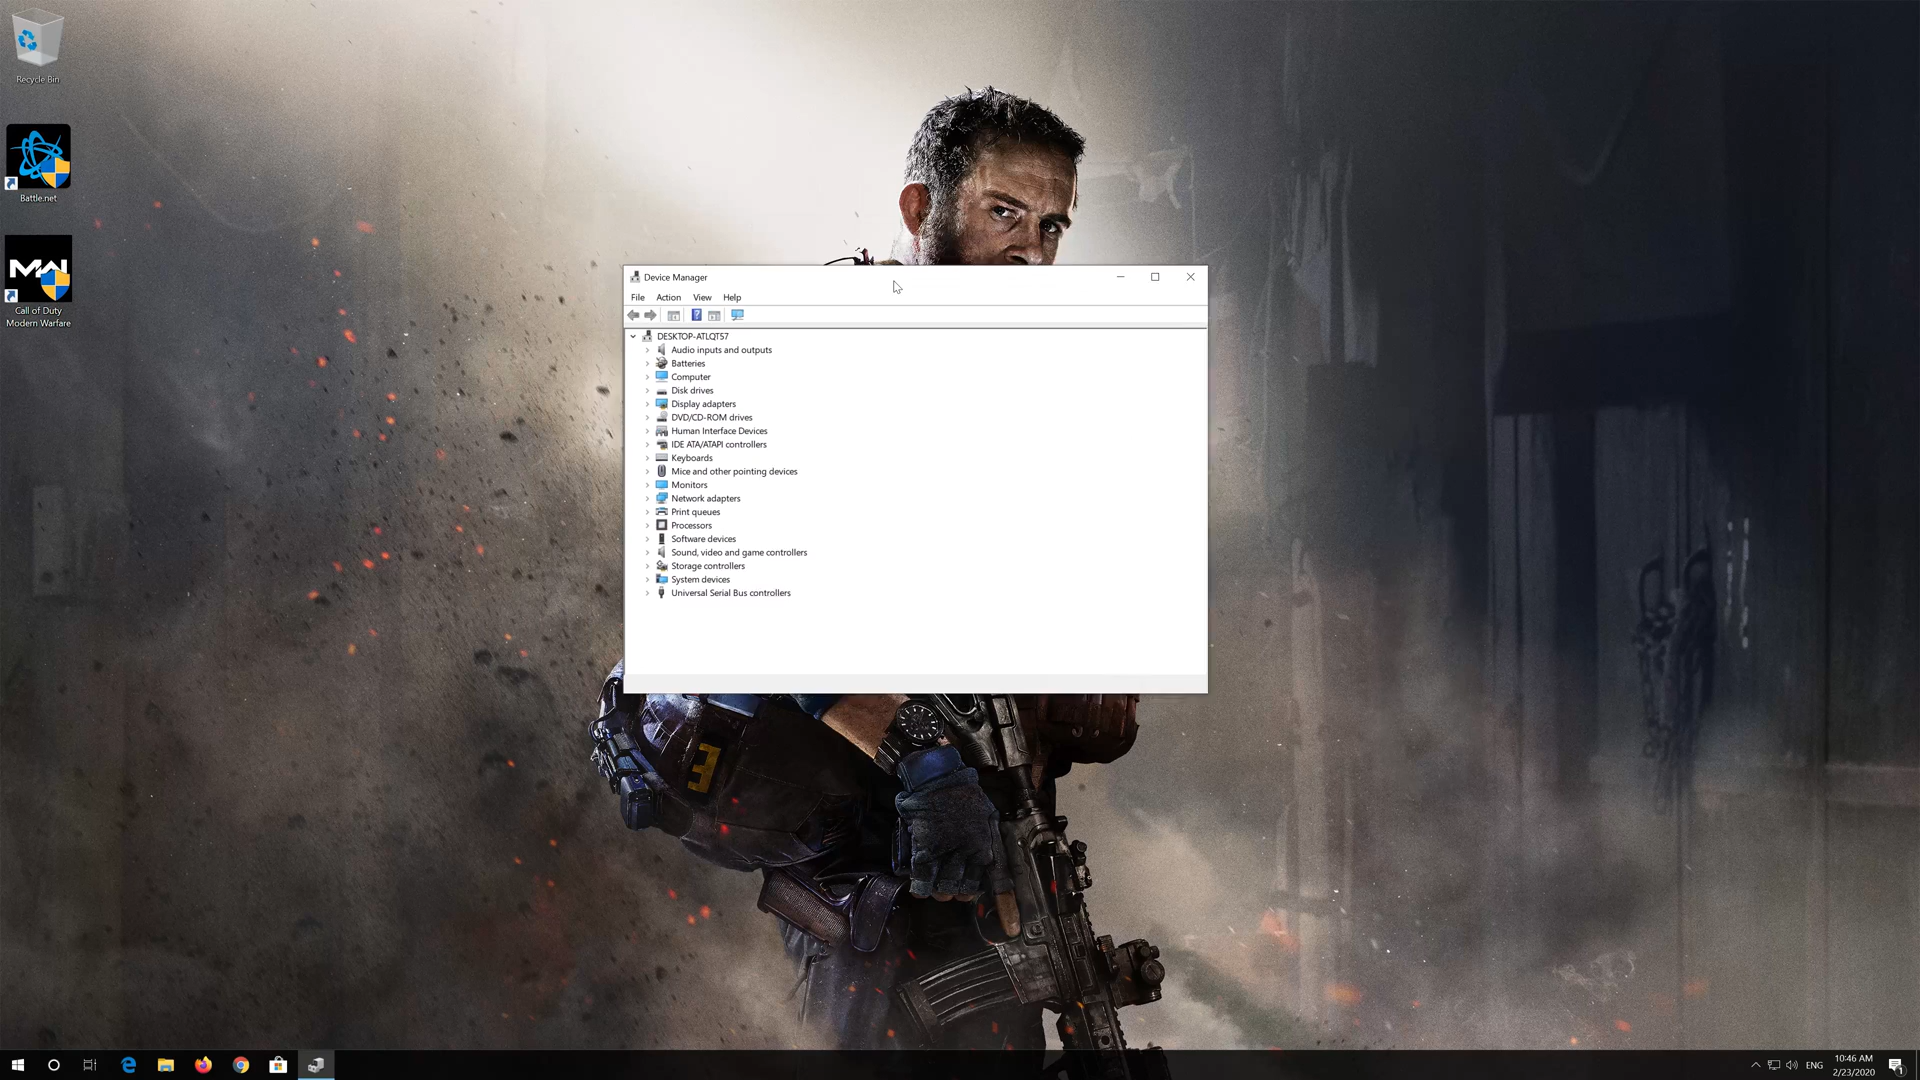 Recycle Bin
Battle.net
MW
Call of Duty
Modern Warfare
Device Manager
File Action View Help
DESKTOP-ATLQT57
Audio inputs and outputs
Batteries
Computer
Disk drives
Display adapters
DVD/CD-ROM drives
Human Interface Devices
IDE ATA/ATAPI controllers
Keyboards
Mice and other pointing devices
Monitors
Network adapters
Print queues
Processors
Software devices
Sound, video and game controllers
Storage controllers
System devices
Universal Serial Bus controllers
3
ENG
10:46 AM
2/23/2020
1